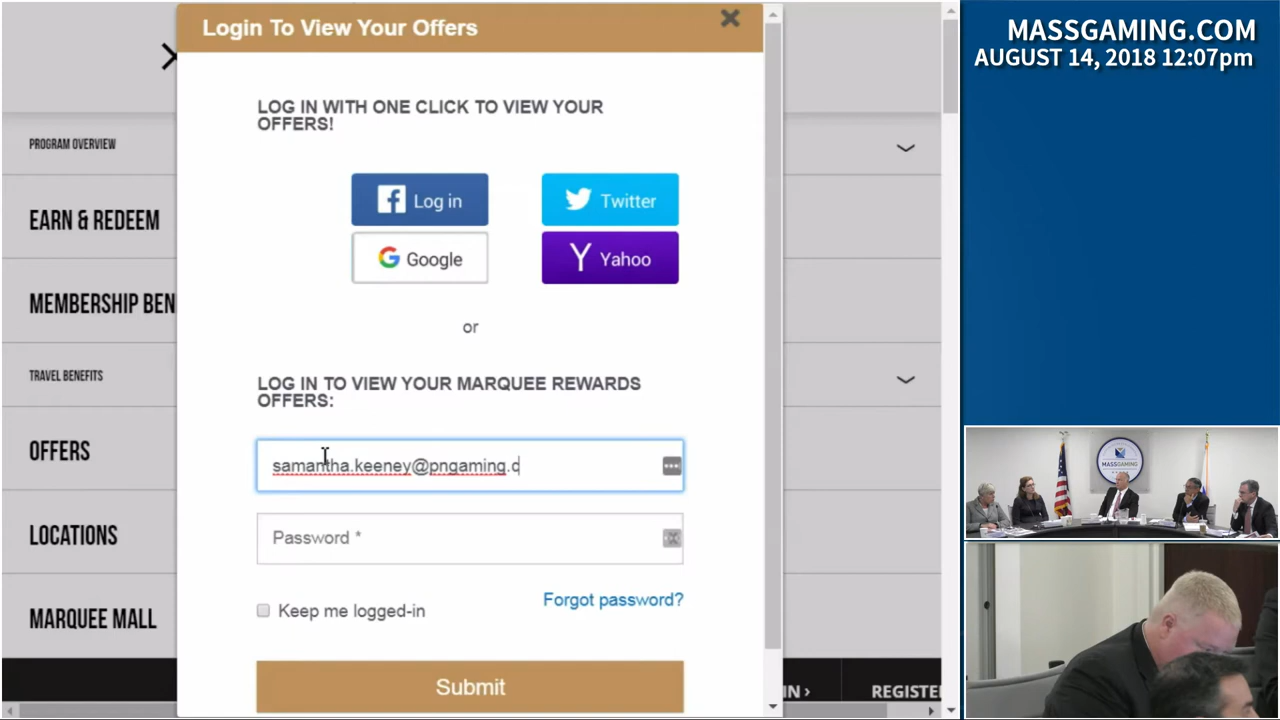 Login To View Your Offers
MASSGAMING.COM
AUGUST 14, 2018 12:07pm
LOG IN WITH ONE CLICK TO VIEW YOUR
OFFERS!
PROGRAM OVERVIEW
Log in
Twitter
EARN & REDEEM
Google
Yahoo
MEMBERSHIP BEN
or
TRAVEL BENEFITS
LOG IN TO VIEW YOUR MARQUEE REWARDS
OFFERS:
OFFERS
samantha.keeney@pngaming.c
MASSGAMING
LOCATIONS
Password *
Forgot password?
Keep me logged-in
MARQUEE MALL
Submit
IN ›
REGISTE